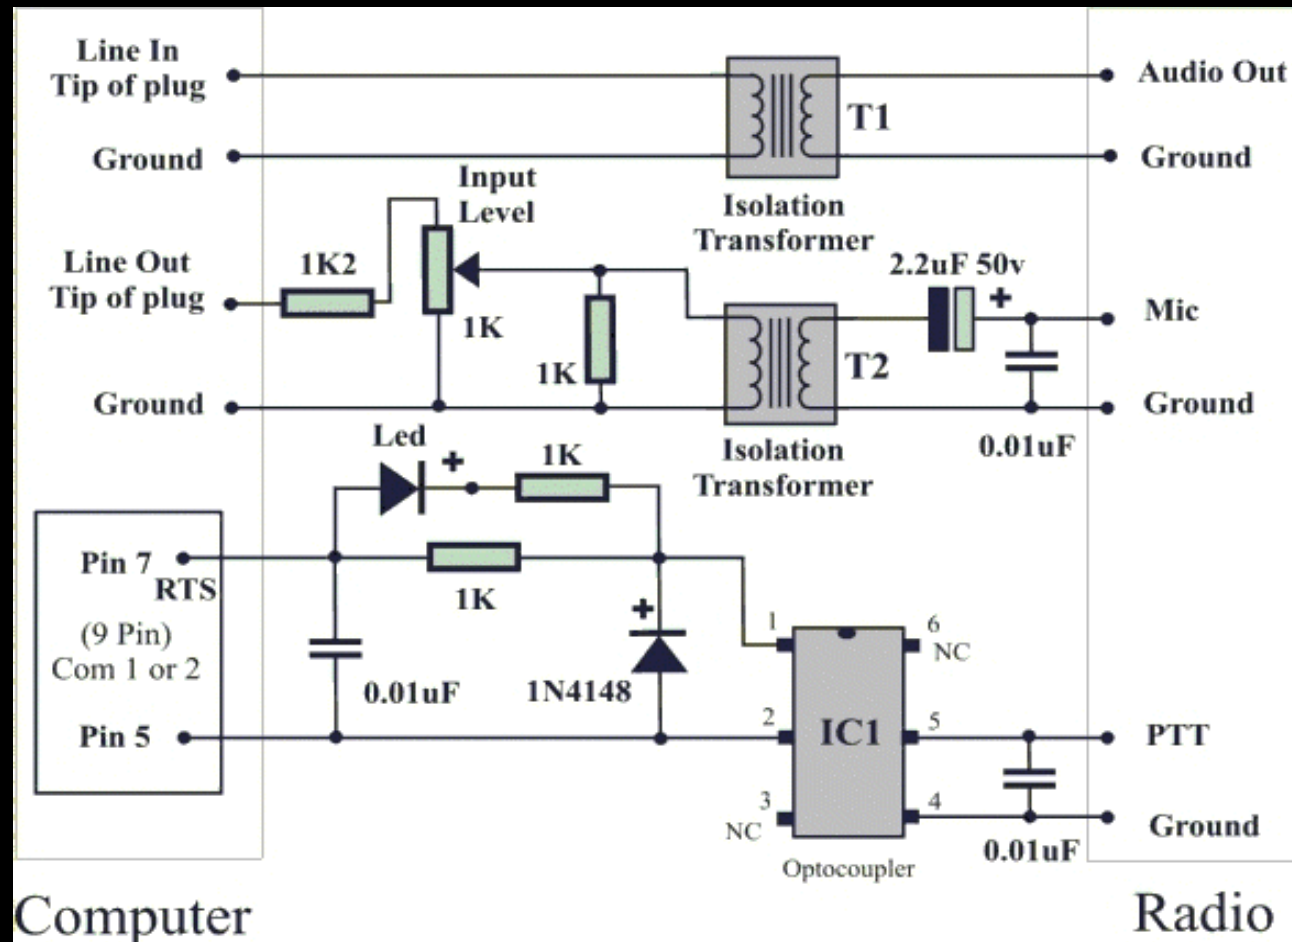 Line In
Tip of plug
Audio Out
T1
Ground
Ground
Input
Level
Isolation
Transformer
Line Out
Tip of plug
1K2
1K
2.2uF 50v
+
Mic
1K
T2
Ground
Ground
0.01uF
Led
+
1K
Isolation
Transformer
Pin 7
RTS
1K
(9 Pin)
Com 1 or 2
+
0.01uF
1N4148
1
6
NC
Pin 5
2
IC1
5
PTT
3
NC
4
Ground
0.01uF
Optocoupler
Computer
Radio